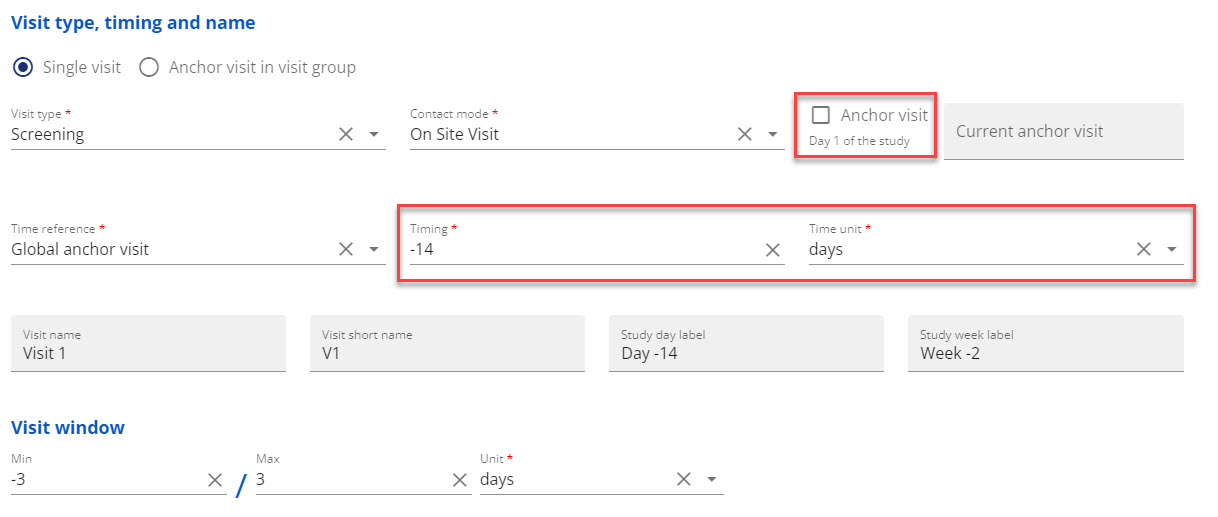 Visit type, timing and name
Single visit Anchor visit in visit group
Visit type * Contact mode * Anchor visit
Screening On Site Visit Day 1 of the study Current anchor visit
Time reference * Timing * Time unit *
Global anchor visit -14 days
Visit name Visit short name Study day label Study week label
Visit 1 V1 Day -14 Week -2
Visit window
Min Max Unit *
-3 / 3 days